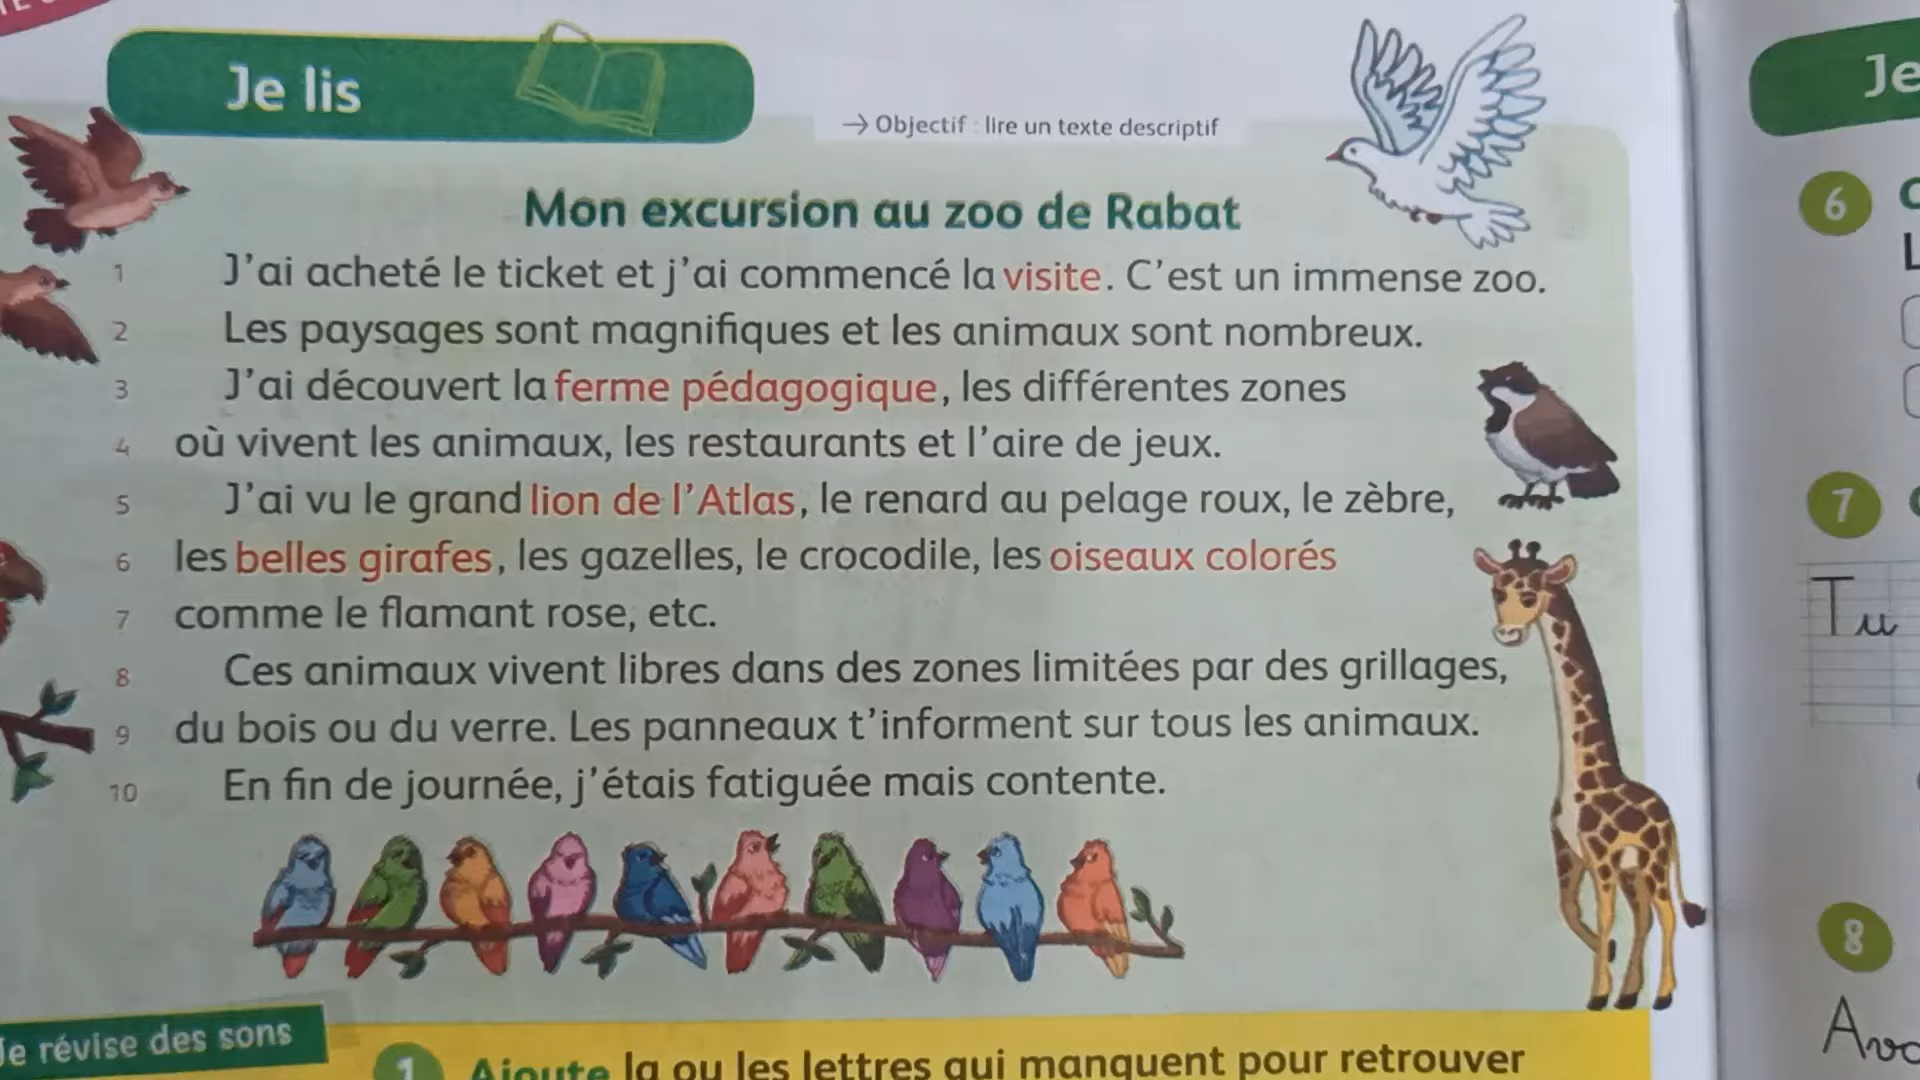 Je lis
→ Objectif : lire un texte descriptif
Mon excursion au zoo de Rabat
1 J'ai acheté le ticket et j'ai commencé la visite. C'est un immense zoo.
2 Les paysages sont magnifiques et les animaux sont nombreux.
3 J'ai découvert la ferme pédagogique, les différentes zones
4 où vivent les animaux, les restaurants et l'aire de jeux.
5 J'ai vu le grand lion de l'Atlas, le renard au pelage roux, le zèbre,
6 les belles girafes, les gazelles, le crocodile, les oiseaux colorés
7 comme le flamant rose, etc.
8 Ces animaux vivent libres dans des zones limitées par des grillages,
9 du bois ou du verre. Les panneaux t'informent sur tous les animaux.
10 En fin de journée, j'étais fatiguée mais contente.
Je révise des sons
1 Ajoute la ou les lettres qui manquent pour retrouver
Je
6
7
Tu
8